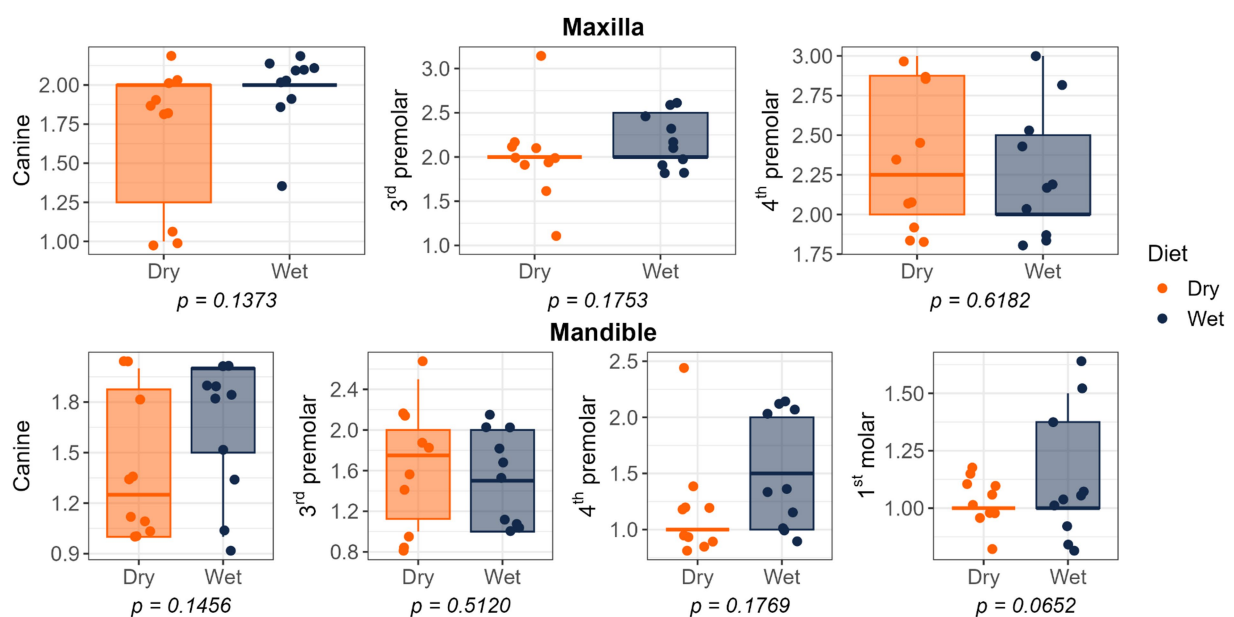 Maxilla
Canine
2.00
1.75
1.50
1.25
1.00
Dry Wet
p = 0.1373
3rd premolar
3.0
2.5
2.0
1.5
1.0
Dry Wet
p = 0.1753
4th premolar
3.00
2.75
2.50
2.25
2.00
1.75
Dry Wet
p = 0.6182
Diet
Dry
Wet
Mandible
Canine
1.8
1.5
1.2
0.9
Dry Wet
p = 0.1456
3rd premolar
2.4
2.0
1.6
1.2
0.8
Dry Wet
p = 0.5120
4th premolar
2.5
2.0
1.5
1.0
Dry Wet
p = 0.1769
1st molar
1.50
1.25
1.00
Dry Wet
p = 0.0652